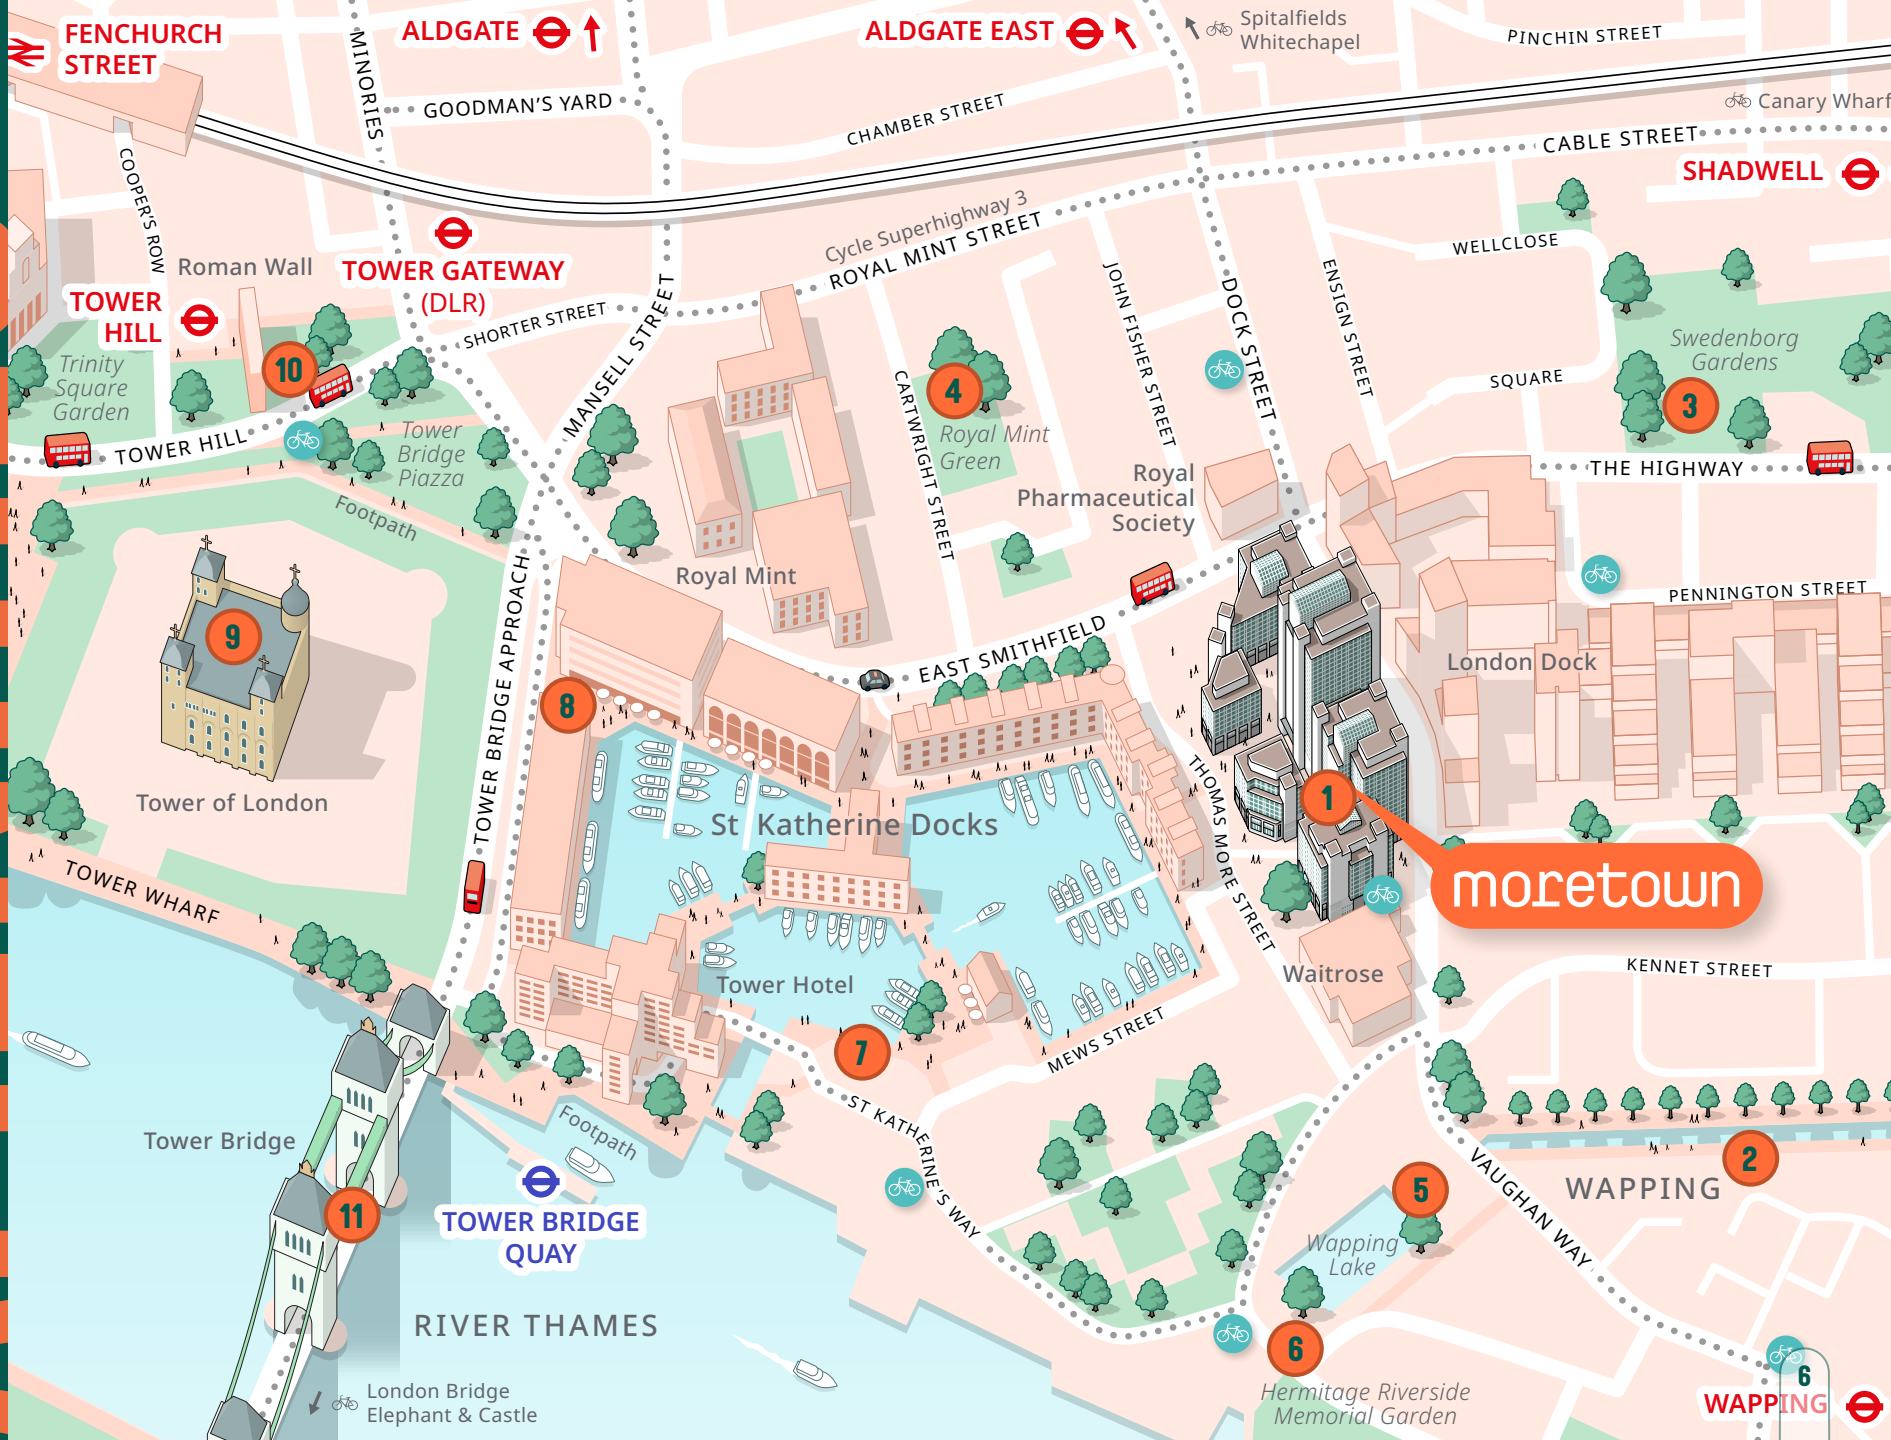 FENCHURCH
STREET
ALDGATE
ALDGATE EAST
Spitalfields
Whitechapel
PINCHIN STREET
MINORIES
GOODMAN'S YARD
CHAMBER STREET
Canary Wharf
CABLE STREET
SHADWELL
COOPER'S ROW
Roman Wall
TOWER GATEWAY
(DLR)
Cycle Superhighway 3
ROYAL MINT STREET
WELLCLOSE
TOWER
HILL
SHORTER STREET
MANSELL STREET
JOHN FISHER STREET
DOCK STREET
ENSIGN STREET
Swedenborg
Gardens
Trinity
Square
Garden
10
4
CARTWRIGHT STREET
SQUARE
3
TOWER HILL
Tower
Bridge
Piazza
Royal Mint
Green
THE HIGHWAY
Footpath
Royal
Pharmaceutical
Society
Royal Mint
PENNINGTON STREET
9
TOWER BRIDGE APPROACH
EAST SMITHFIELD
London Dock
8
Tower of London
St Katherine Docks
THOMAS MORE STREET
1
moretown
TOWER WHARF
Tower Hotel
Waitrose
KENNET STREET
7
MEWS STREET
ST KATHERINE'S WAY
Footpath
Tower Bridge
TOWER BRIDGE
QUAY
11
5
2
WAPPING
VAUGHAN WAY
Wapping
Lake
RIVER THAMES
6
London Bridge
Elephant & Castle
Hermitage Riverside
Memorial Garden
6
WAPPING